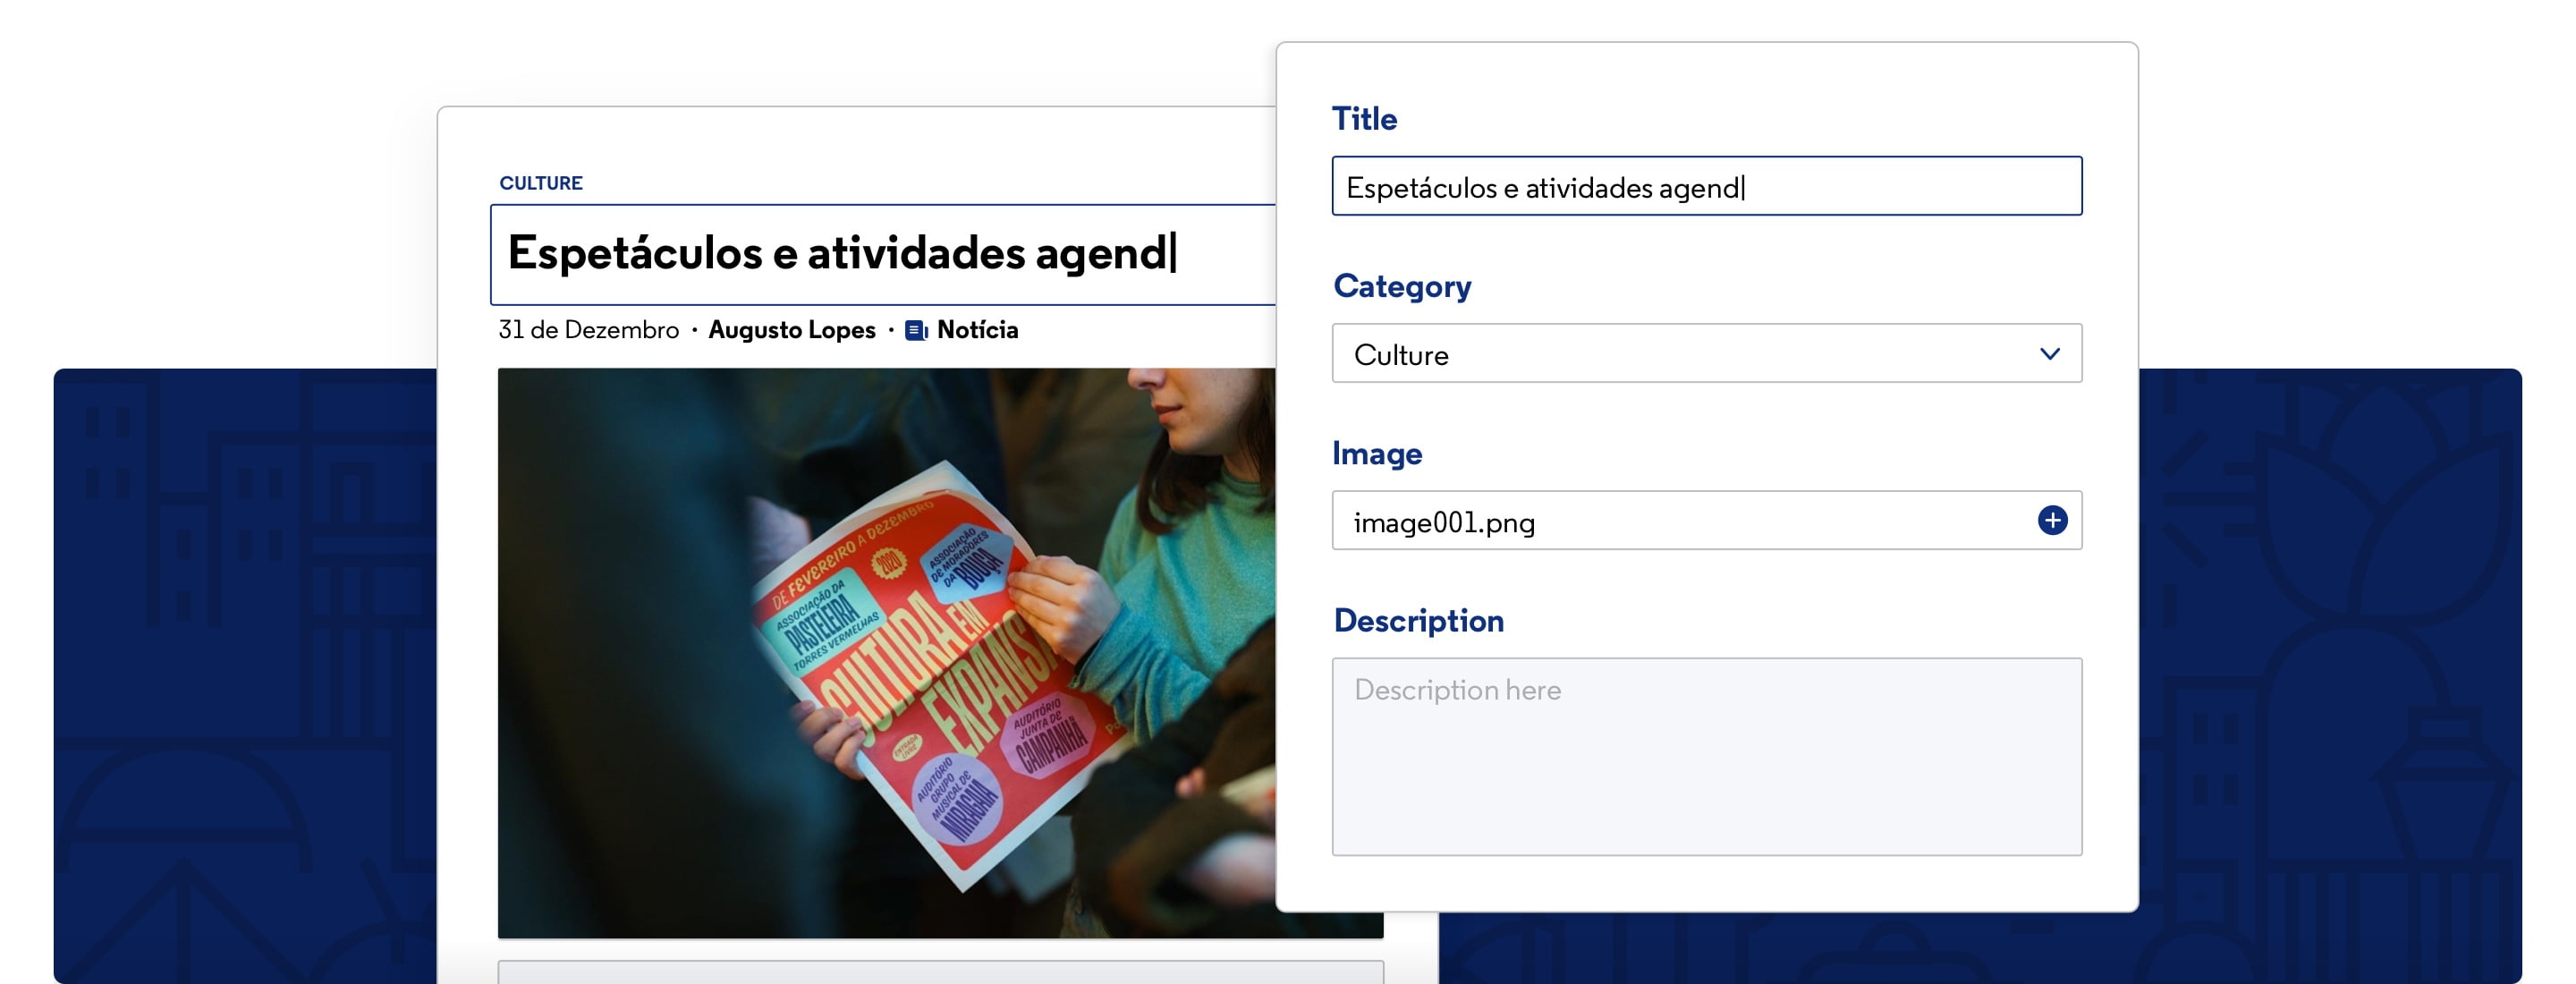 CULTURE
Espetáculos e atividades agend
31 de Dezembro · Augusto Lopes · Notícia
DE FEVEREIRO A DEZEMBRO
2020
ASSOCIAÇÃO DE MORADORES DA BOUÇA
ASSOCIAÇÃO DA
PASTELEIRA
TORRES VERMELHAS
CULTURA EM
EXPANS
ENTRADA
LIVRE
AUDITÓRIO
JUNTA DE
CAMPANHÃ
AUDITÓRIO
GRUPO
MUSICAL DE
MIRAGAIA
Title
Espetáculos e atividades agend
Category
Culture
Image
image001.png
Description
Description here